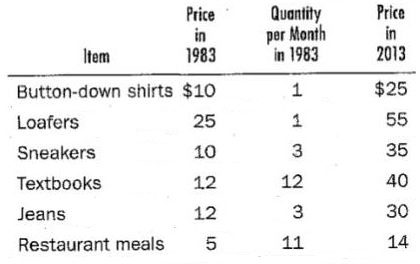 Price Quantity Price
in per Month in
Item 1983 in 1983 2013
Button-down shirts $10 1 $25
Loafers 25 1 55
Sneakers 10 3 35
Textbooks 12 12 40
Jeans 12 3 30
Restaurant meals 5 11 14